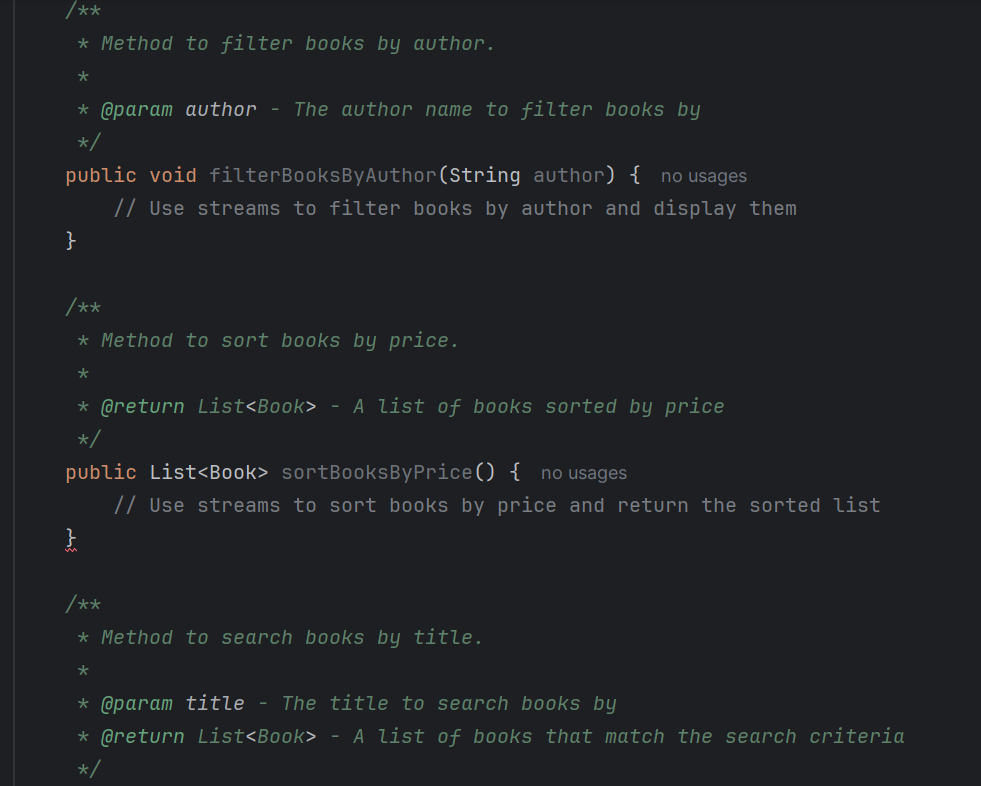 /**
 * Method to filter books by author.
 *
 * @param author - The author name to filter books by
 */
public void filterBooksByAuthor(String author) { no usages
    // Use streams to filter books by author and display them
}

/**
 * Method to sort books by price.
 *
 * @return List<Book> - A list of books sorted by price
 */
public List<Book> sortBooksByPrice() { no usages
    // Use streams to sort books by price and return the sorted list
}

/**
 * Method to search books by title.
 *
 * @param title - The title to search books by
 * @return List<Book> - A list of books that match the search criteria
 */